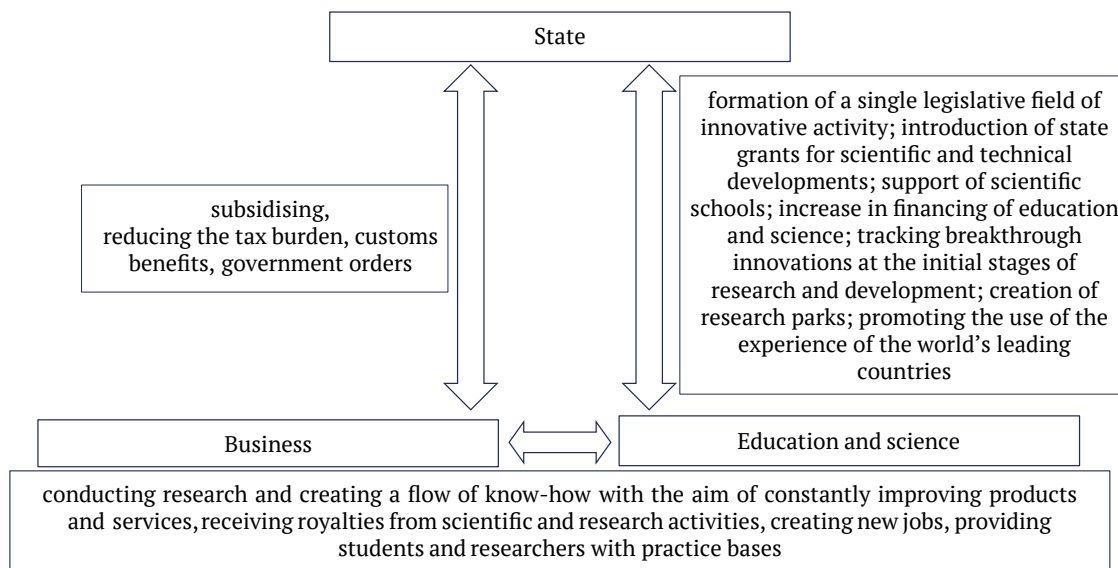 State
formation of a single legislative field of
innovative activity; introduction of state
grants for scientific and technical
developments; support of scientific
schools; increase in financing of education
and science; tracking breakthrough
innovations at the initial stages of
research and development; creation of
research parks; promoting the use of the
experience of the world's leading
countries
subsidising,
reducing the tax burden, customs
benefits, government orders
Business
Education and science
conducting research and creating a flow of know-how with the aim of constantly improving products
and services, receiving royalties from scientific and research activities, creating new jobs, providing
students and researchers with practice bases